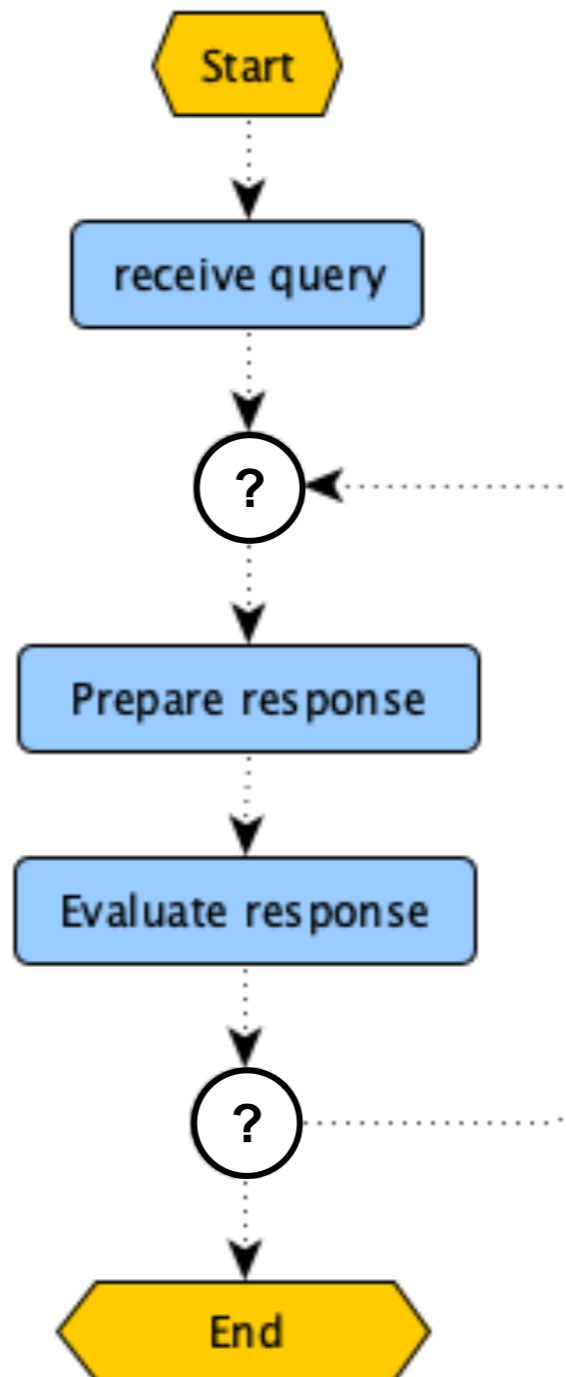 Start
receive query
?
Prepare response
Evaluate response
?
End